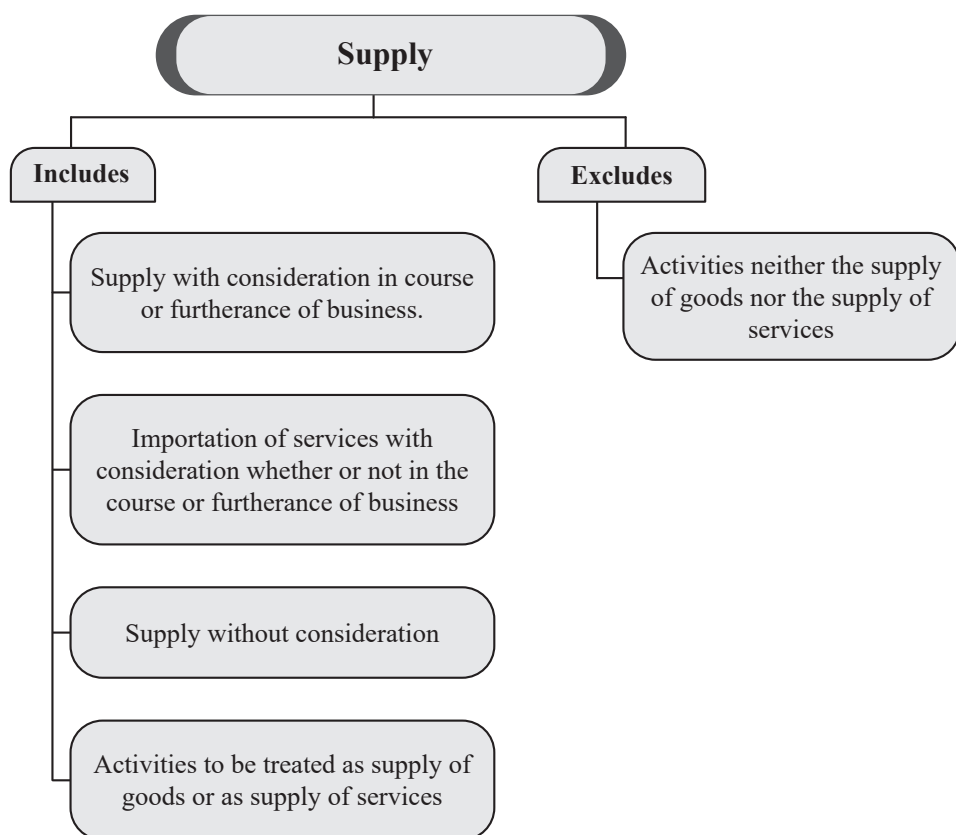 Supply
Includes
Excludes
Supply with consideration in course
or furtherance of business.
Activities neither the supply
of goods nor the supply of
services
Importation of services with
consideration whether or not in the
course or furtherance of business
Supply without consideration
Activities to be treated as supply of
goods or as supply of services